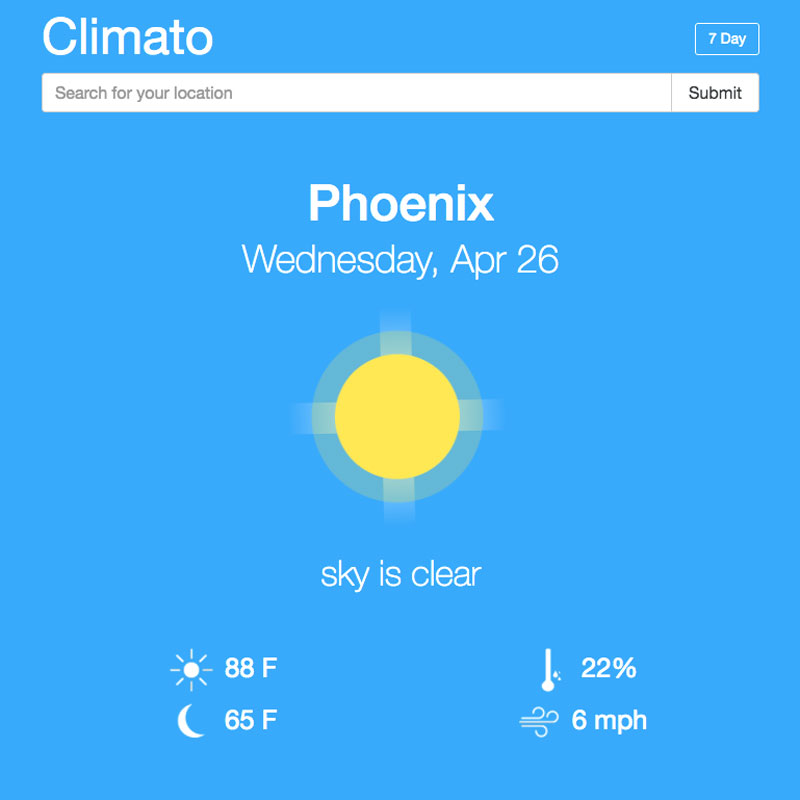 Climato
7 Day
Search for your location
Submit
Phoenix
Wednesday, Apr 26
sky is clear
88 F
22%
65 F
6 mph